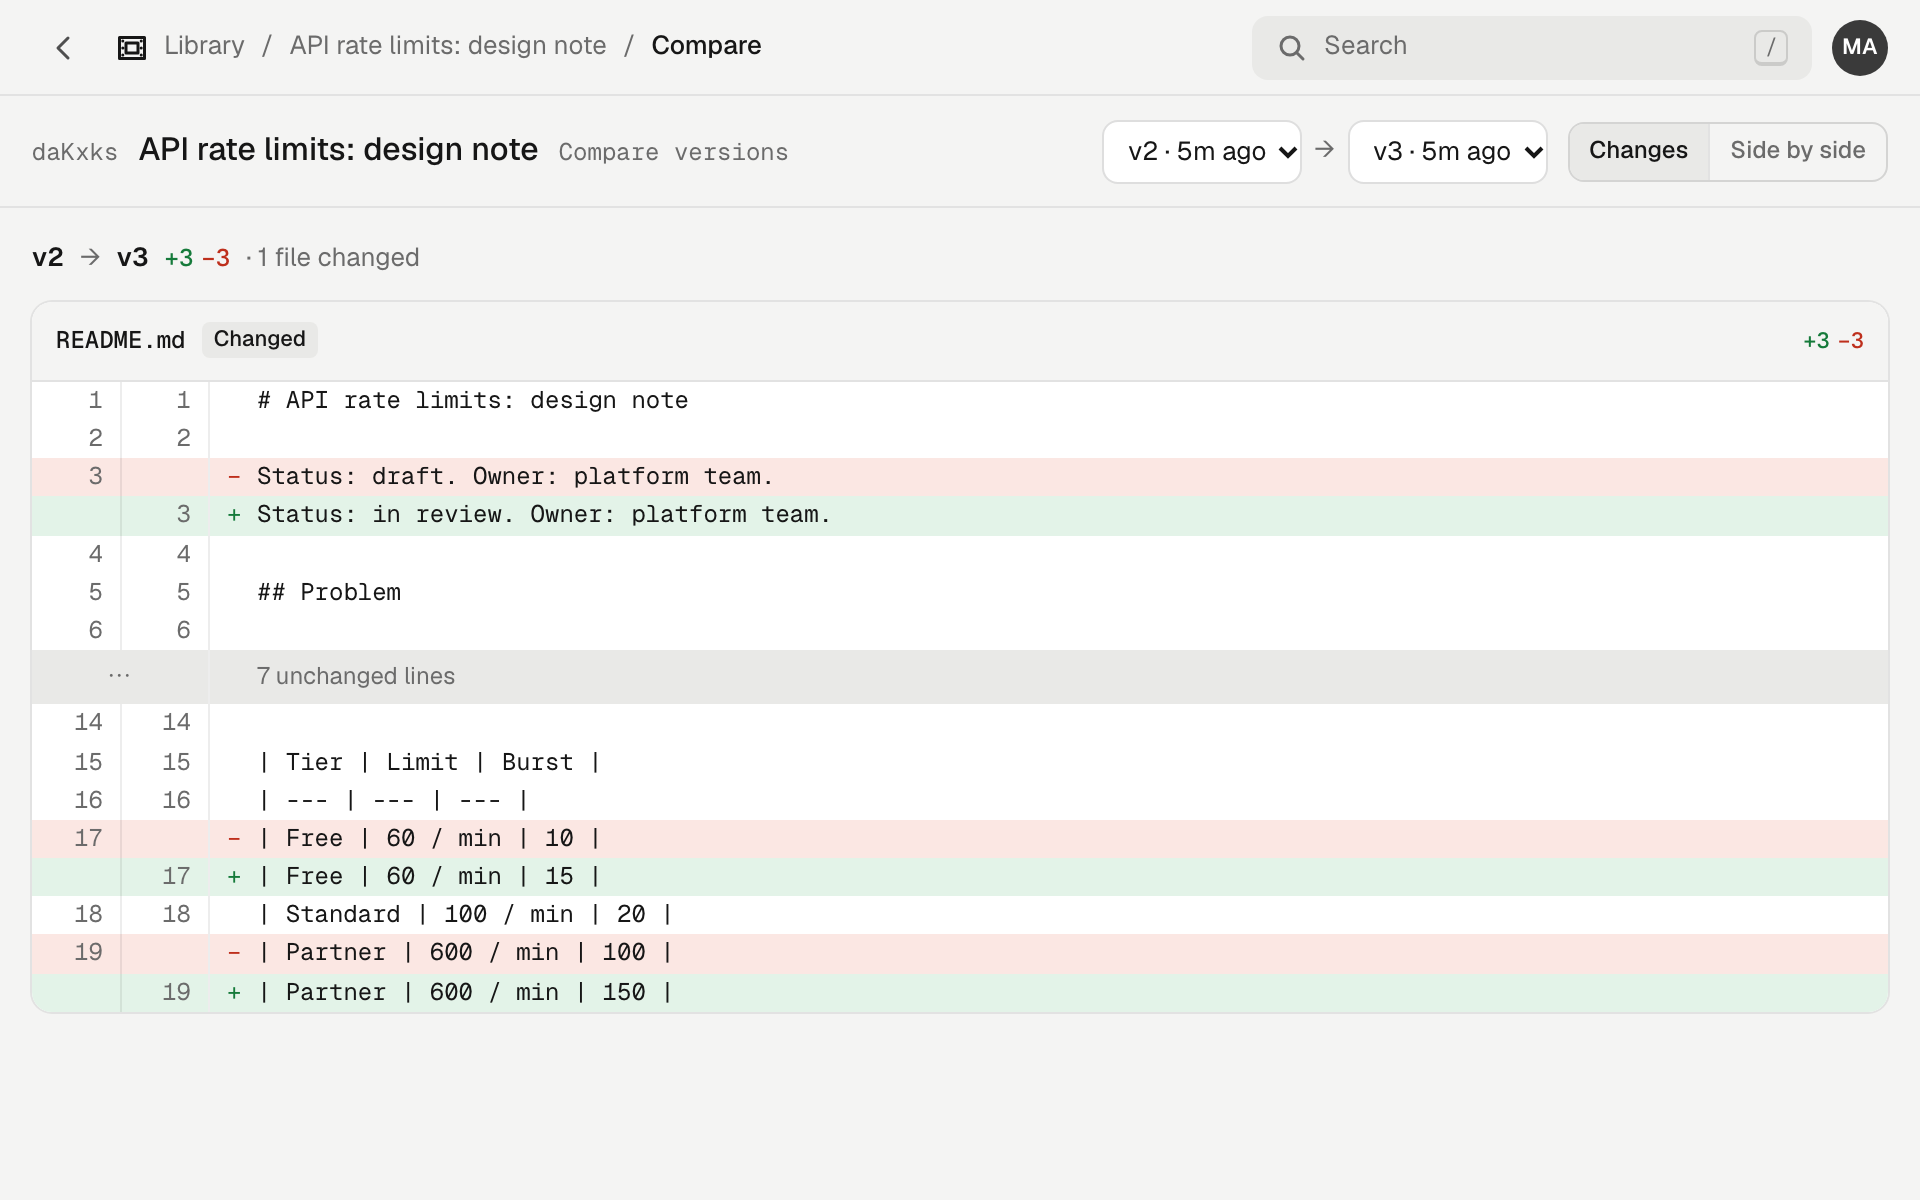 Library / API rate limits: design note / Compare
Search /
MA
daKxks API rate limits: design note Compare versions
v2 · 5m ago → v3 · 5m ago Changes Side by side
v2 → v3 +3 −3 · 1 file changed
README.md Changed +3 −3
1 1 # API rate limits: design note
2 2
3 − Status: draft. Owner: platform team.
3 + Status: in review. Owner: platform team.
4 4
5 5 ## Problem
6 6
··· 7 unchanged lines
14 14
15 15 | Tier | Limit | Burst |
16 16 | --- | --- | --- |
17 − | Free | 60 / min | 10 |
17 + | Free | 60 / min | 15 |
18 18 | Standard | 100 / min | 20 |
19 − | Partner | 600 / min | 100 |
19 + | Partner | 600 / min | 150 |